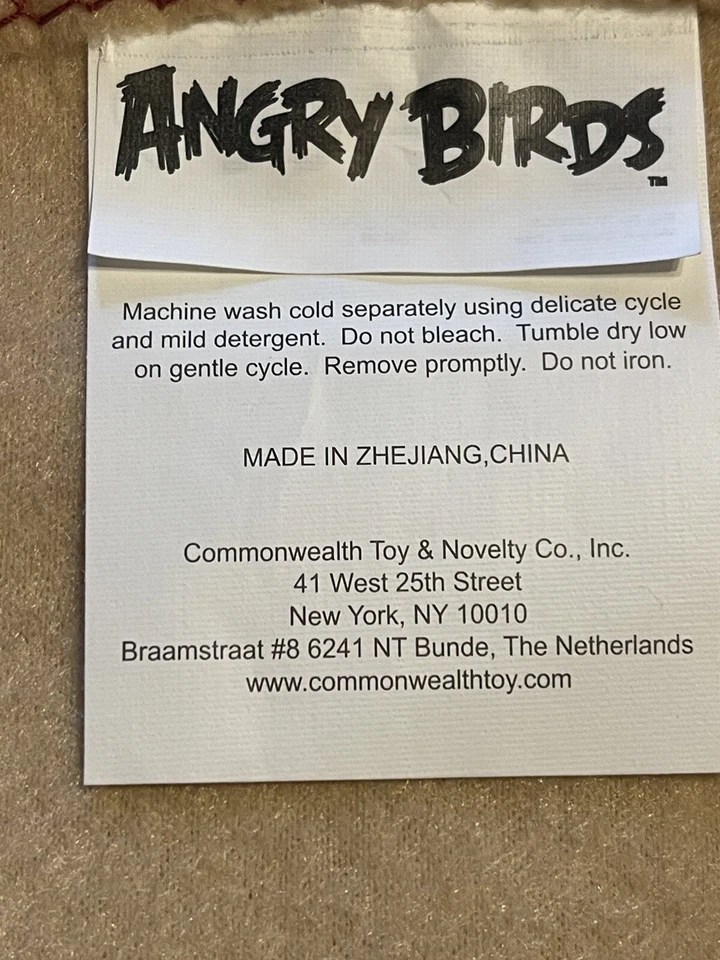 ANGRY BIRDS
TM
Machine wash cold separately using delicate cycle
and mild detergent. Do not bleach. Tumble dry low
on gentle cycle. Remove promptly. Do not iron.
MADE IN ZHEJIANG,CHINA
Commonwealth Toy & Novelty Co., Inc.
41 West 25th Street
New York, NY 10010
Braamstraat #8 6241 NT Bunde, The Netherlands
www.commonwealthtoy.com